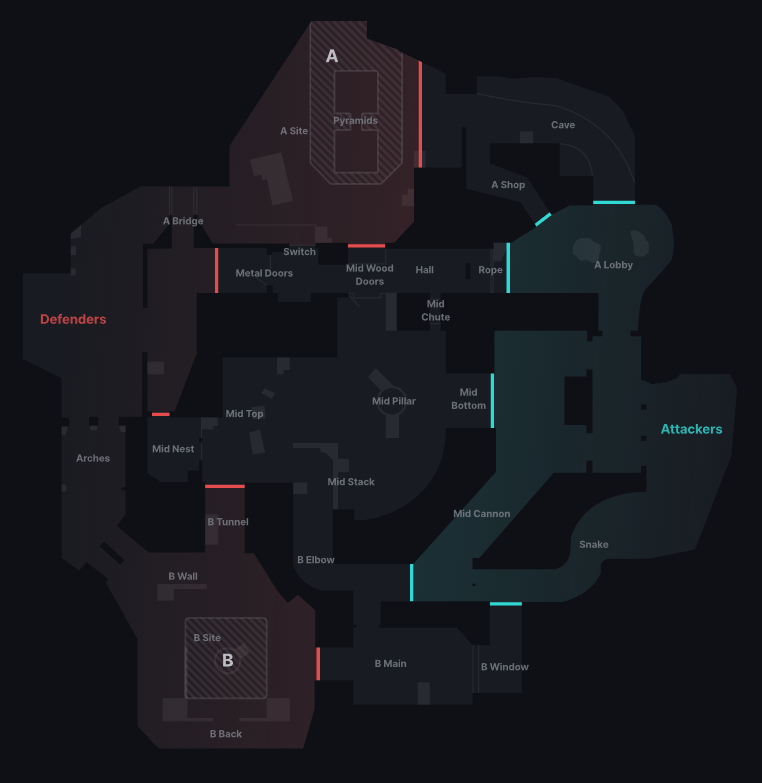 A
Pyramids
A Site
Cave
A Shop
A Bridge
Switch
A Lobby
Metal Doors
Mid Wood
Doors
Hall
Rope
Mid
Chute
Defenders
Mid
Bottom
Mid Pillar
Mid Top
Attackers
Mid Nest
Arches
Mid Stack
Mid Cannon
B Tunnel
Snake
B Elbow
B Wall
B Site
B
B Main
B Window
B Back